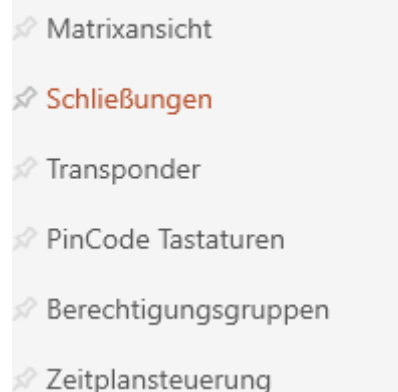 Matrixansicht
Schließungen
Transponder
PinCode Tastaturen
Berechtigungsgruppen
Zeitplansteuerung